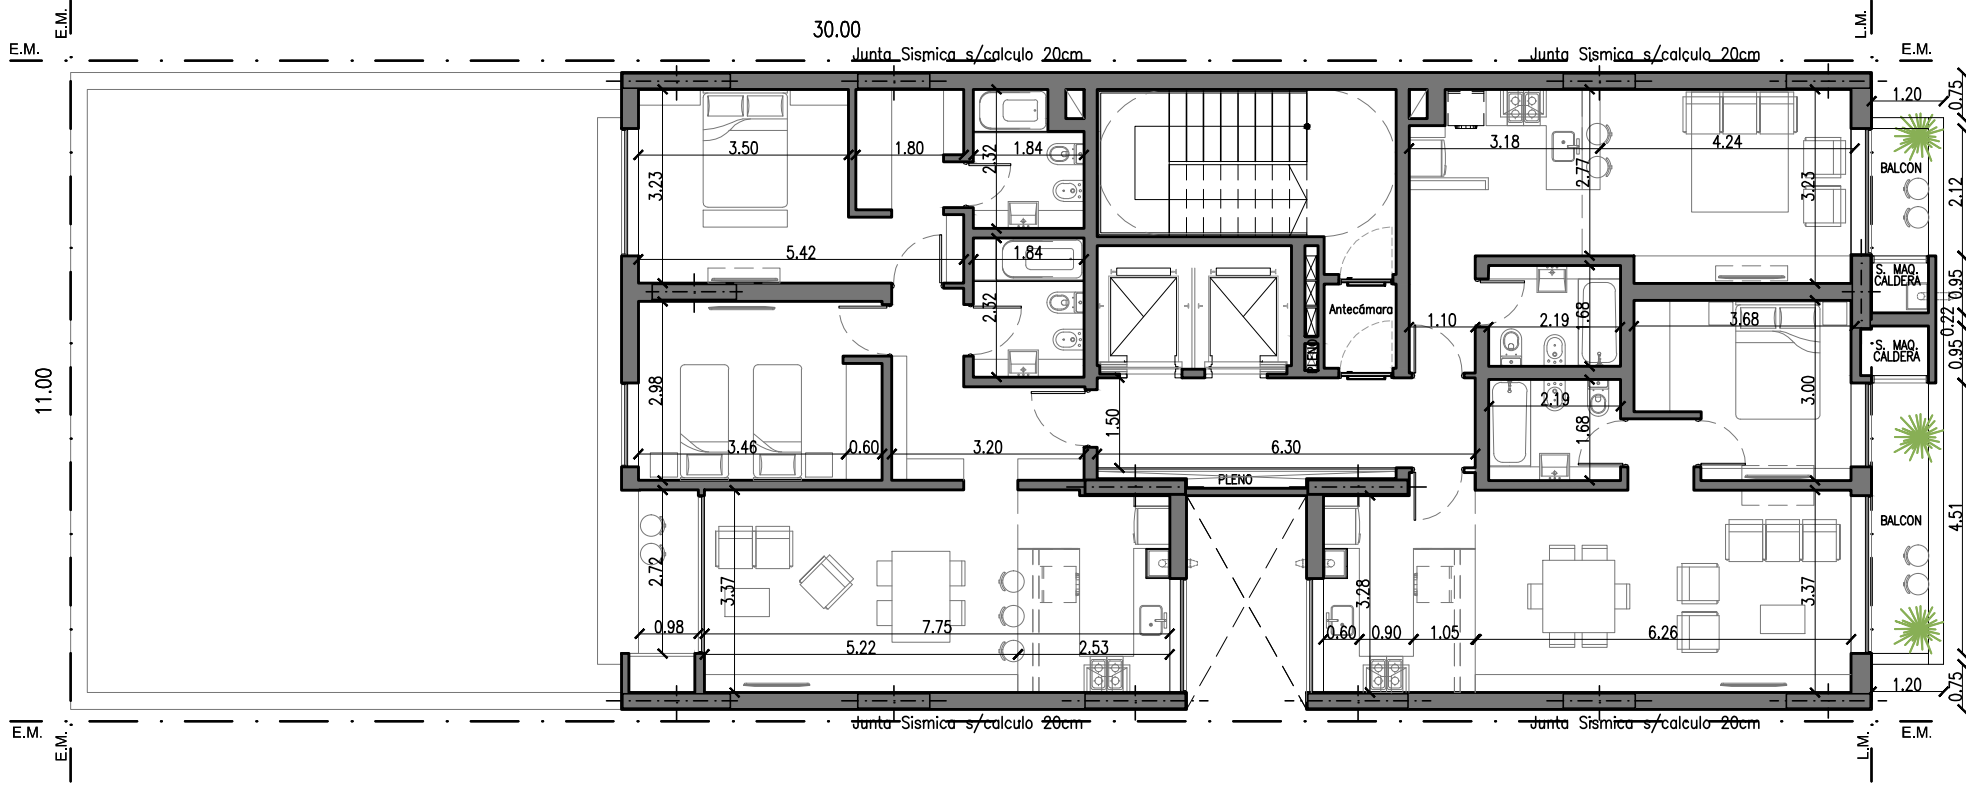 E.M.
L.M.
30.00
E.M.
Junta Sismica s/calculo 20cm
Junta Sismica s/calculo 20cm
E.M.
0.75
1.20
3.50
1.80
2.32
1.84
3.18
2.77
4.24
3.23
BALCON
2.12
3.23
5.42
1.84
2.32
S. MAQ.
CALDERA
0.95
Antecámara
1.10
2.19
1.68
3.68
0.22
PLENO
S. MAQ.
CALDERA
0.95
11.00
2.98
1.50
2.19
1.68
3.00
3.46
0.60
3.20
6.30
PLENO
BALCON
4.51
2.72
3.37
3.28
3.37
0.98
7.75
5.22
2.53
0.60
0.90
1.05
6.26
1.20
0.75
Junta Sismica s/calculo 20cm
Junta Sismica s/calculo 20cm
E.M.
E.M.
E.M.
L.M.